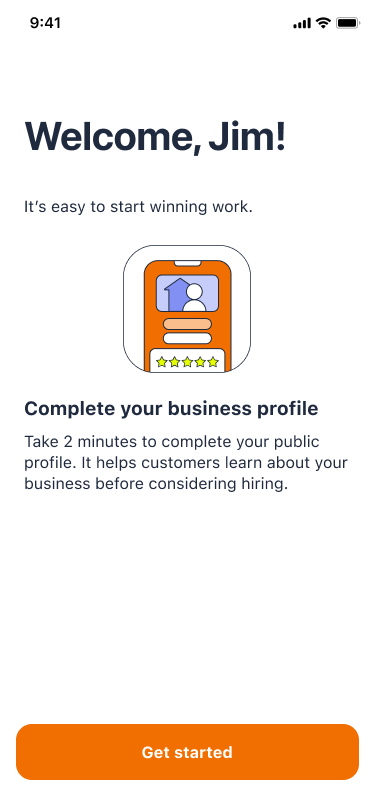 9:41
Welcome, Jim!
It’s easy to start winning work.
Complete your business profile
Take 2 minutes to complete your public
profile. It helps customers learn about your
business before considering hiring.
Get started